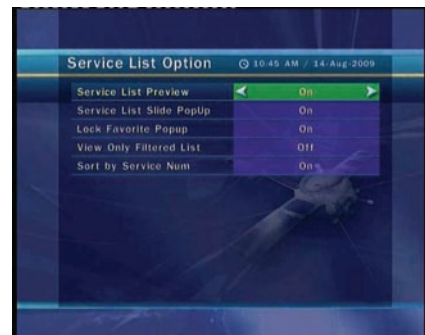 Service List Option 10:45 AM / 14-Aug-2009
Service List Preview On
Service List Slide PopUp On
Lock Favorite Popup On
View Only Filtered List Off
Sort by Service Num On